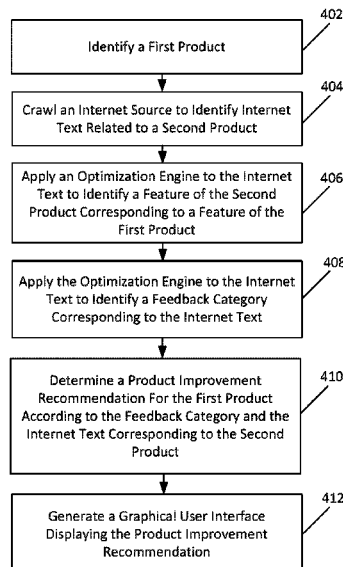 402
Identify a First Product
404
Crawl an Internet Source to Identify Internet
Text Related to a Second Product
406
Apply an Optimization Engine to the Internet
Text to Identify a Feature of the Second
Product Corresponding to a Feature of the
First Product
408
Apply the Optimization Engine to the Internet
Text to Identify a Feedback Category
Corresponding to the Internet Text
410
Determine a Product Improvement
Recommendation For the First Product
According to the Feedback Category and the
Internet Text Corresponding to the Second
Product
412
Generate a Graphical User Interface
Displaying the Product Improvement
Recommendation